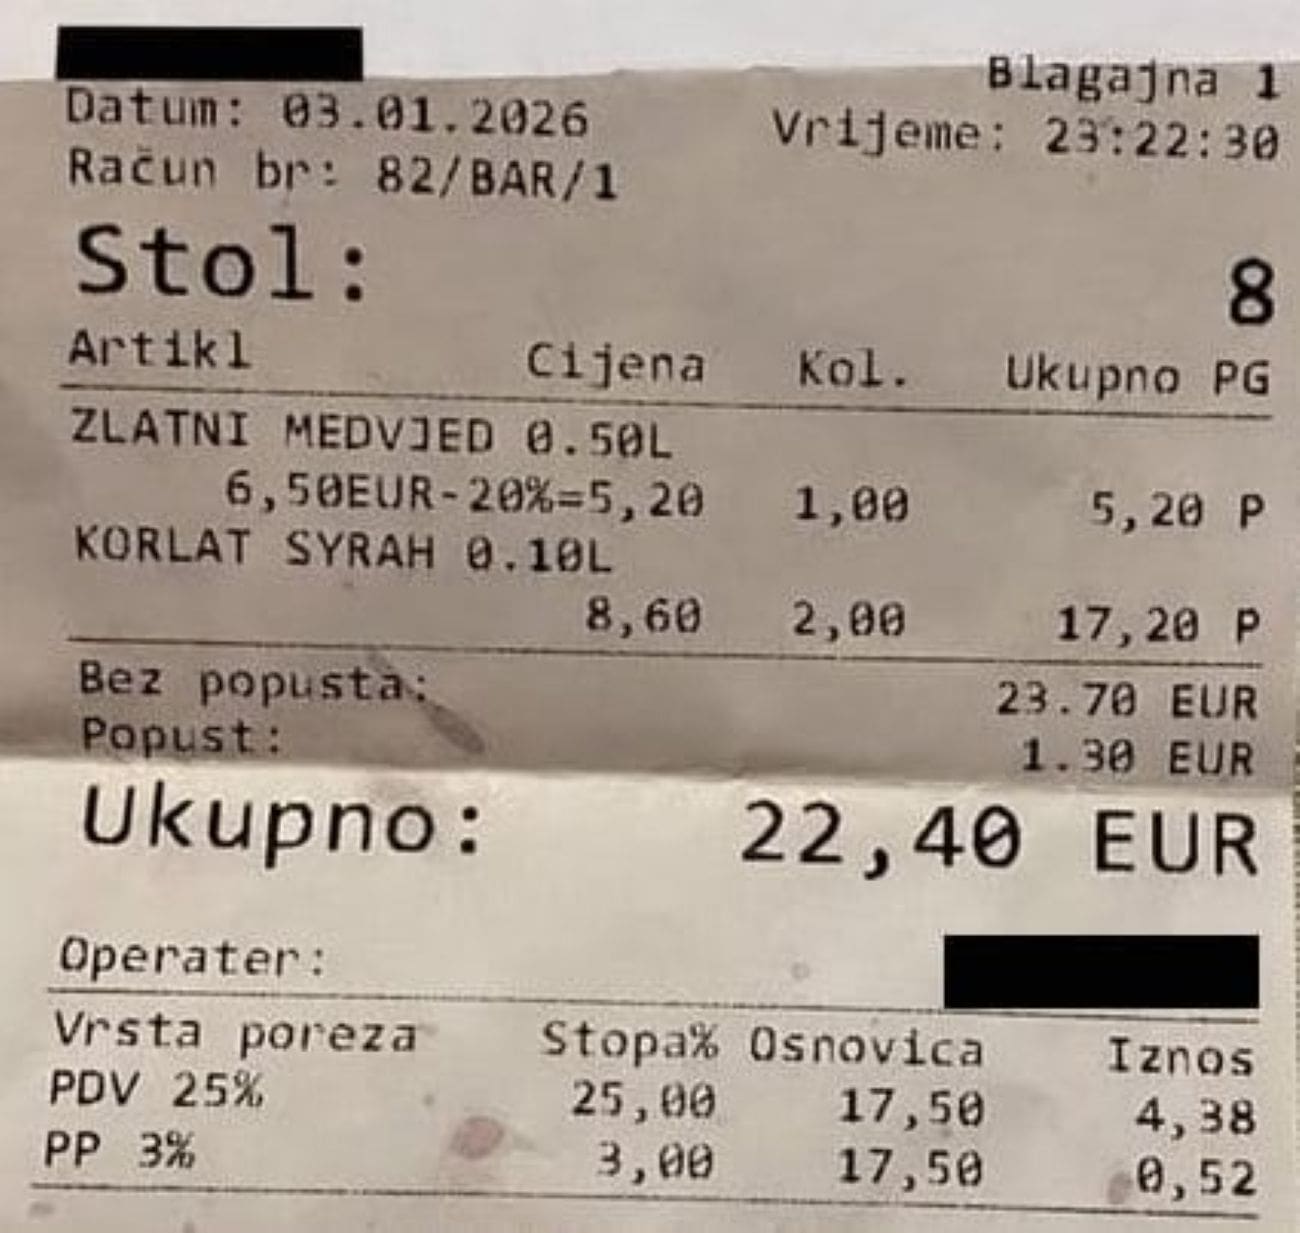 Blagajna 1
Datum: 03.01.2026 Vrijeme: 23:22:30
Račun br: 82/BAR/1
Stol: 8
Artikl Cijena Kol. Ukupno PG
ZLATNI MEDVJED 0.50L
6,50EUR-20%=5,20 1,00 5,20 P
KORLAT SYRAH 0.10L
8,60 2,00 17,20 P
Bez popusta: 23.70 EUR
Popust: 1.30 EUR
Ukupno: 22,40 EUR
Operater:
Vrsta poreza Stopa% Osnovica Iznos
PDV 25% 25,00 17,50 4,38
PP 3% 3,00 17,50 0,52